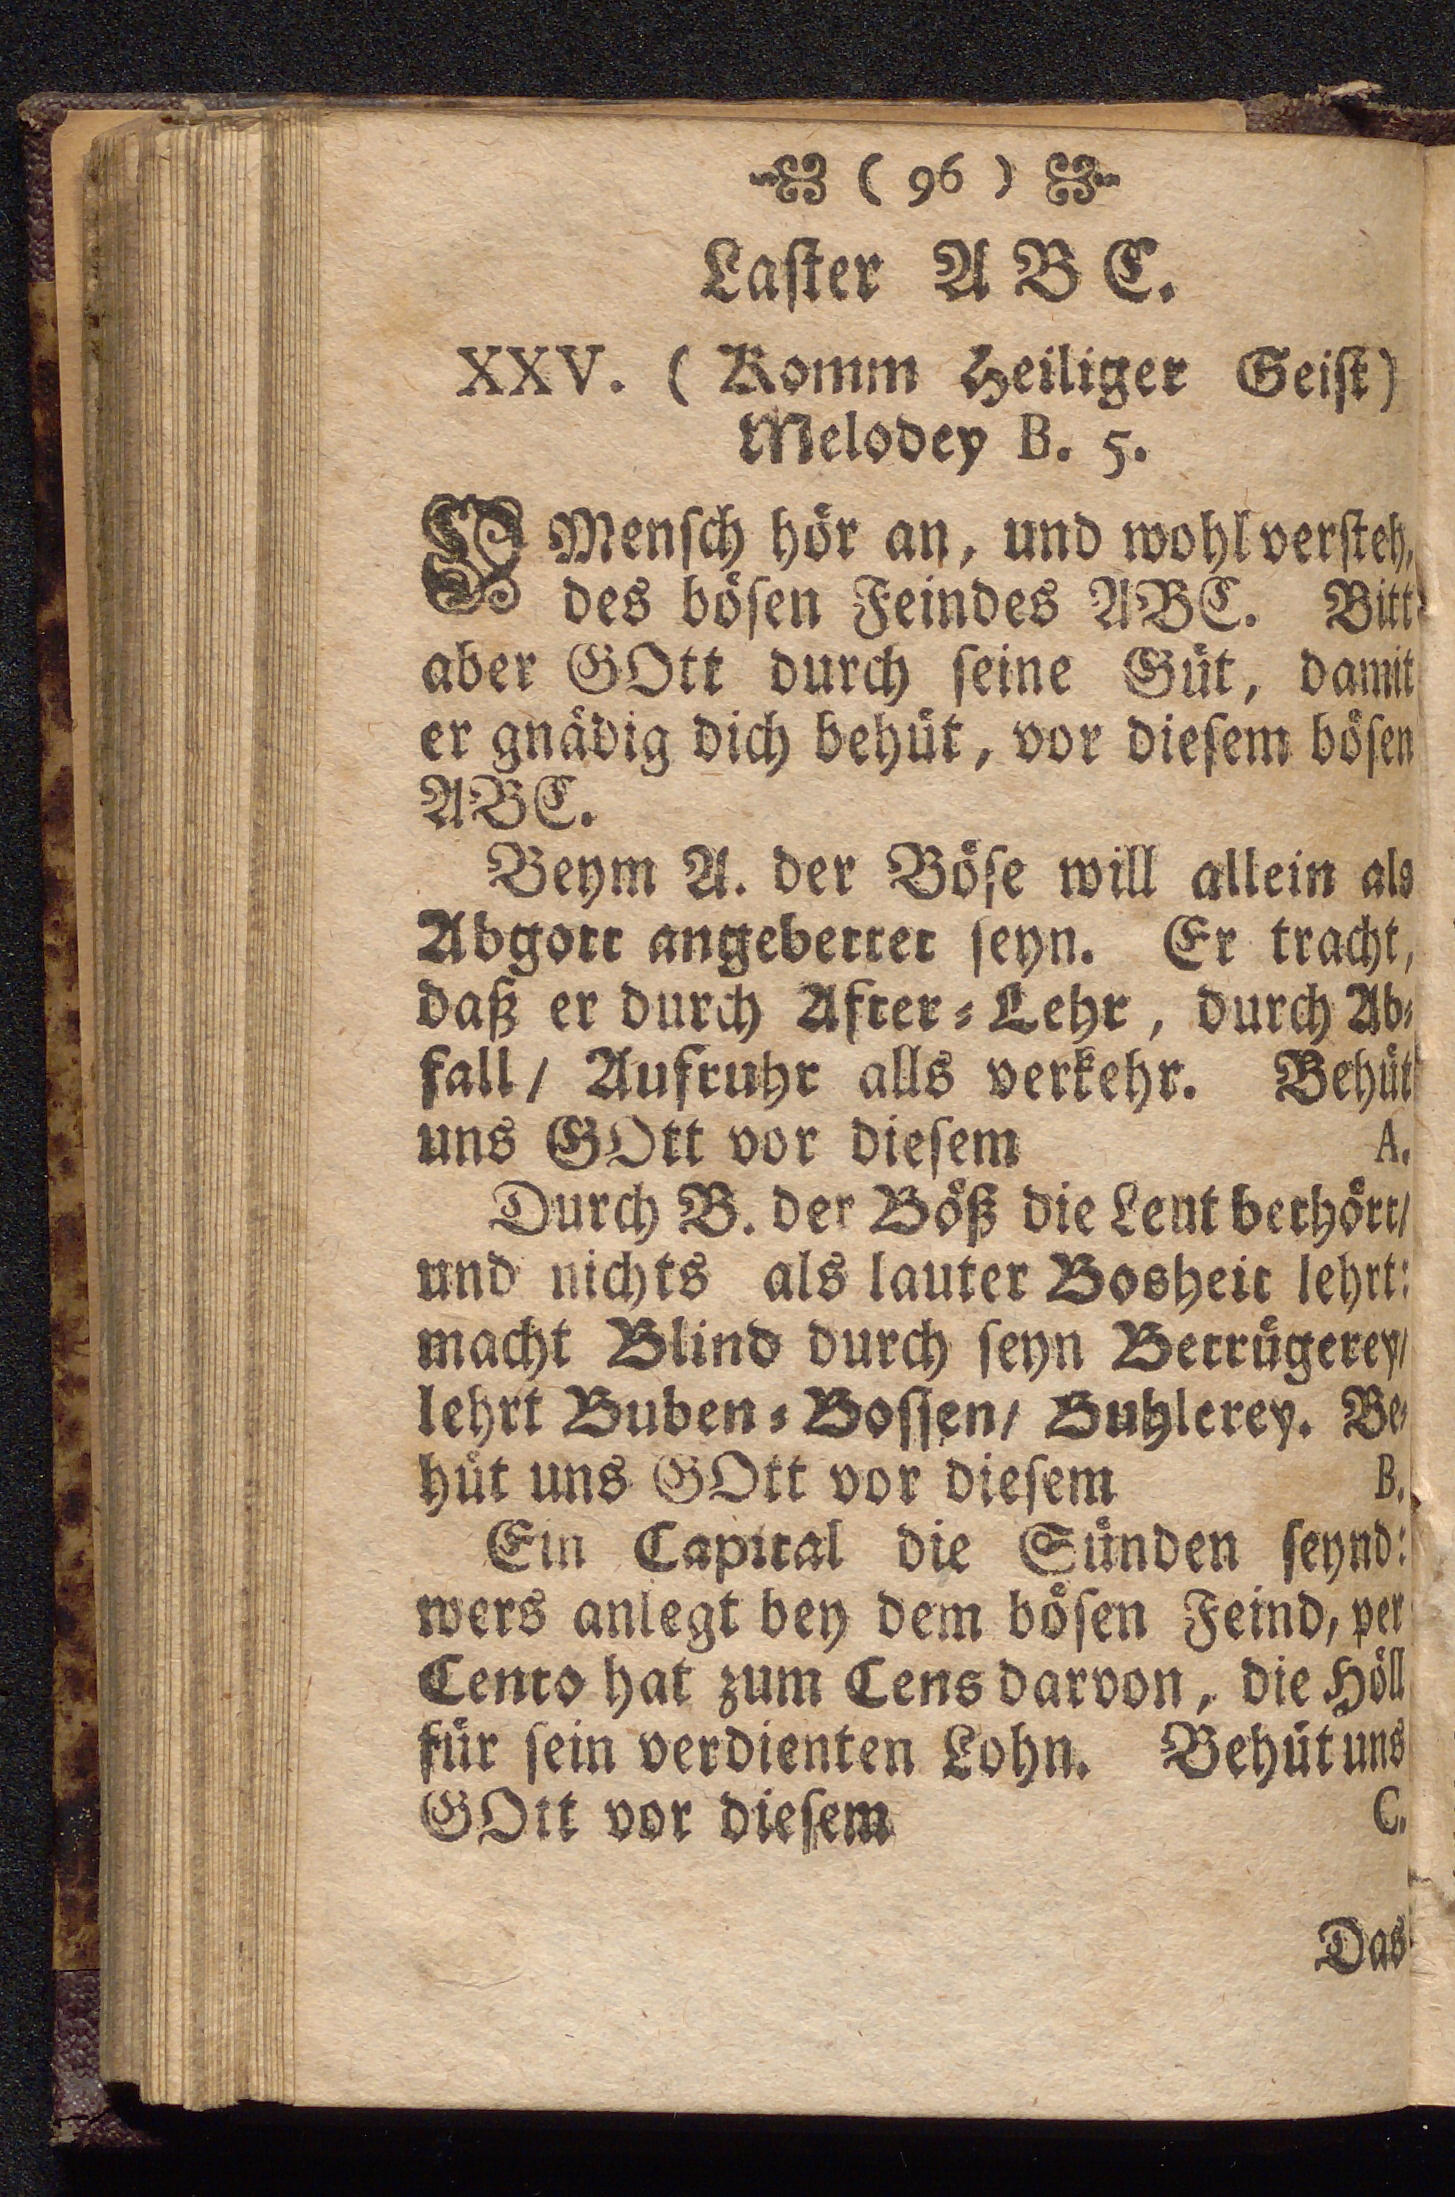 ( 96 )
Laster A B C.
XXV. ( Komm Heiliger Geist)
Melodey B. 5.
O Mensch hör an, und wohl versteh,
des bösen Feindes ABC. Bitt
aber GOtt durch seine Güt, damit
er gnädig dich behüt, vor diesem bösen
ABC.
Beym A. der Böse will allein als
Abgott angebettet seyn. Er tracht,
daß er durch After-Lehr, durch Ab-
fall/ Aufruhr alls verkehr. Behüt
uns GOtt vor diesem A.
Durch B. der Böß die Leut bethört/
und nichts als lauter Bosheit lehrt:
macht Blind durch seyn Betrügerey/
lehrt Buben-Bossen/ Buhlerey. Be-
hüt uns GOtt vor diesem B.
Ein Capital die Sünden seynd:
wers anlegt bey dem bösen Feind, per
Cento hat zum Cens darvon, die Höll
für sein verdienten Lohn. Behüt uns
GOtt vor diesem C.
Das